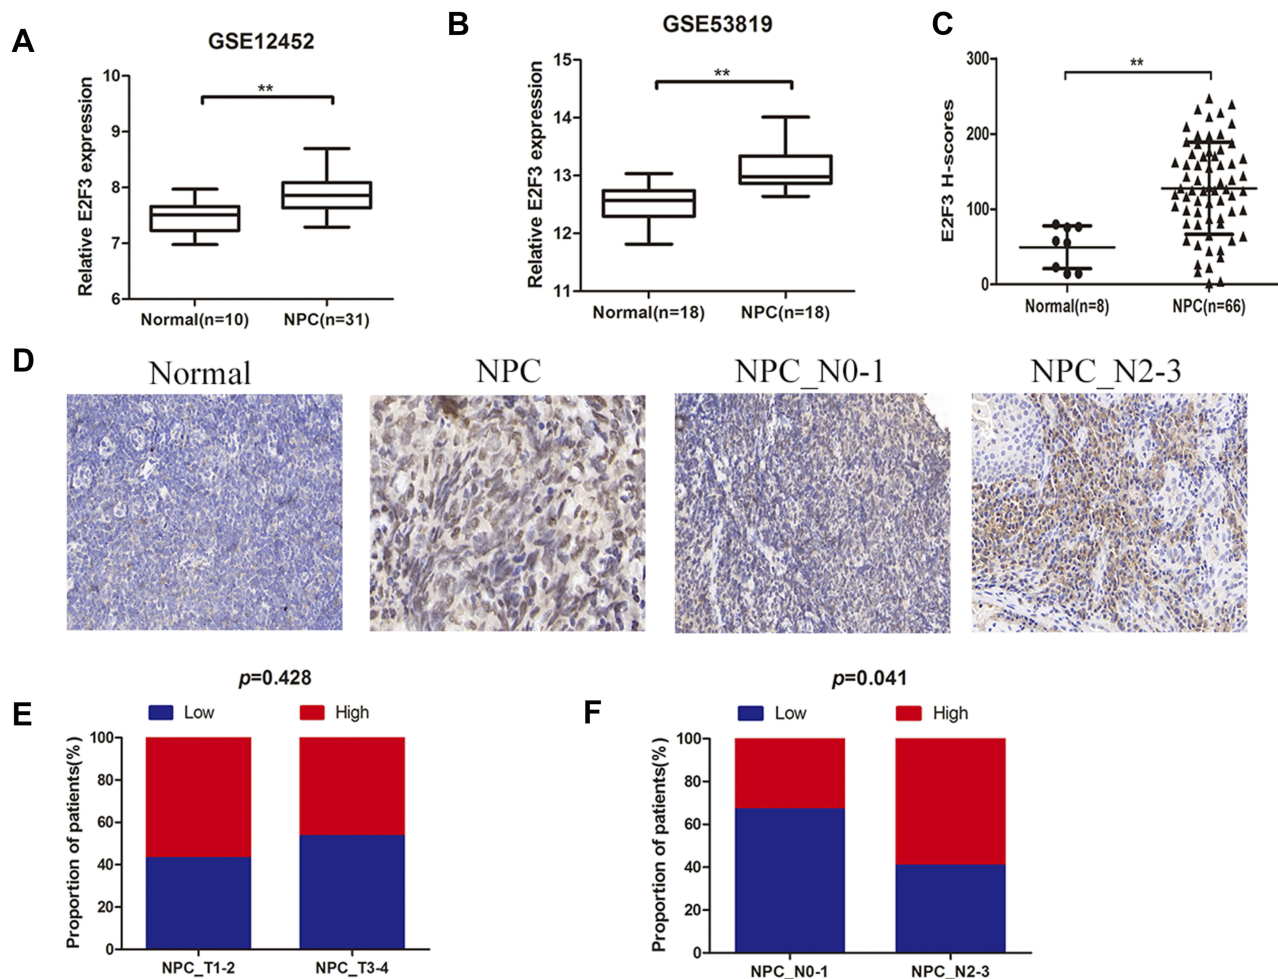 A
GSE12452
Relative E2F3 expression
10
9
8
7
6
**
Normal(n=10)
NPC(n=31)
B
GSE53819
Relative E2F3 expression
15
14
13
12
11
**
Normal(n=18)
NPC(n=18)
C
E2F3 H-scores
300
200
100
0
**
Normal(n=8)
NPC(n=66)
D
Normal
NPC
NPC_N0-1
NPC_N2-3
E
p=0.428
Low
High
Proportion of patients(%)
100
80
60
40
20
0
NPC_T1-2
NPC_T3-4
F
p=0.041
Low
High
Proportion of patients(%)
100
80
60
40
20
0
NPC_N0-1
NPC_N2-3